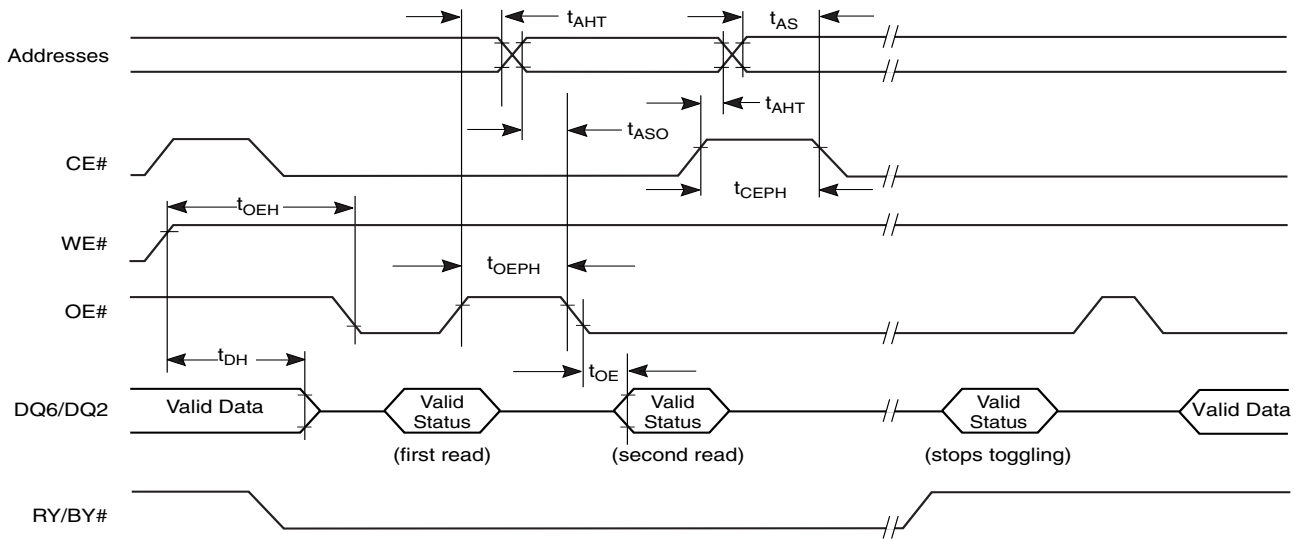 tAHT
tAS
Addresses
tAHT
tASO
CE#
tCEPH
tOEH
WE#
tOEPH
OE#
tDH
tOE
DQ6/DQ2
Valid Data
Valid
Status
Valid
Status
Valid
Status
Valid Data
(first read)
(second read)
(stops toggling)
RY/BY#